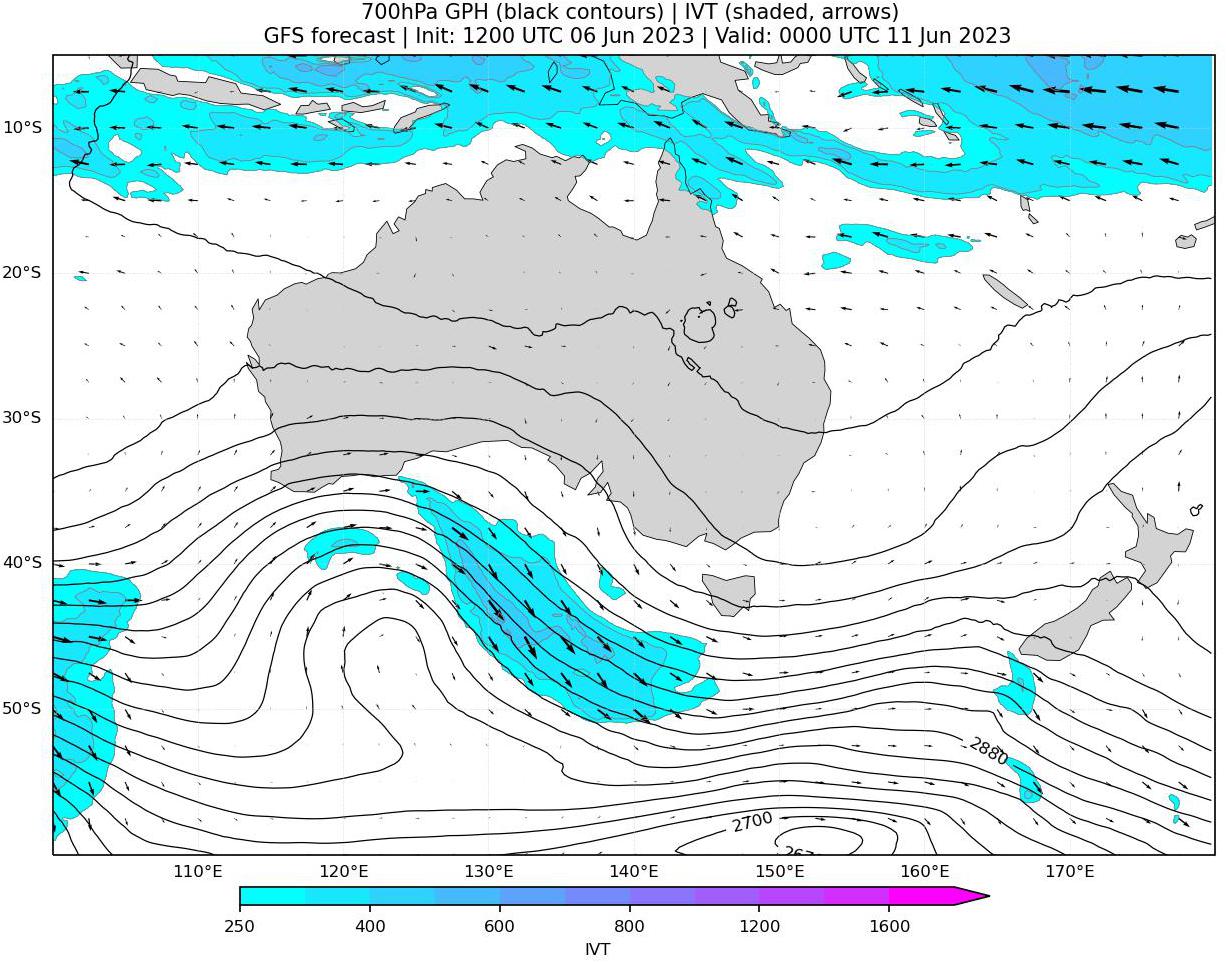 700hPa GPH (black contours) | IVT (shaded, arrows)
GFS forecast | Init: 1200 UTC 06 Jun 2023 | Valid: 0000 UTC 11 Jun 2023
10°S
20°S
30°S
40°S
50°S
2880
2700
110°E 120°E 130°E 140°E 150°E 160°E 170°E
250 400 600 800 1200 1600
IVT